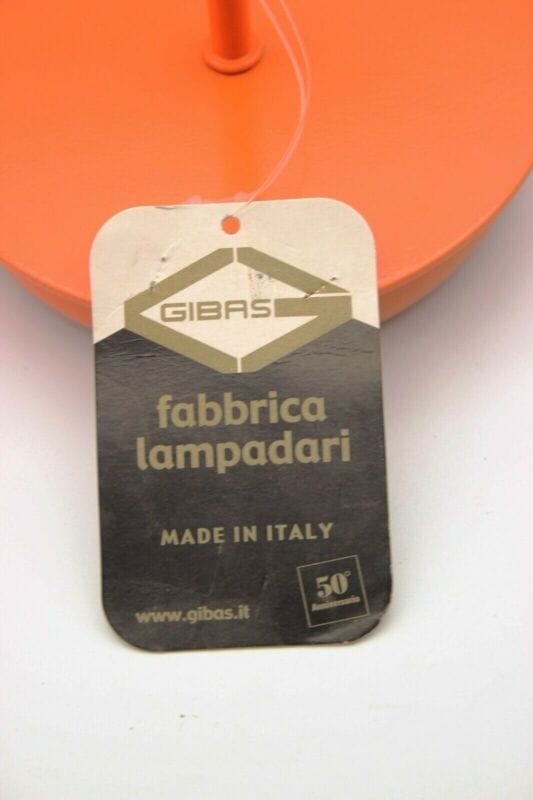 GIBAS
fabbrica
lampadari
MADE IN ITALY
50°
Anniversario
www.gibas.it